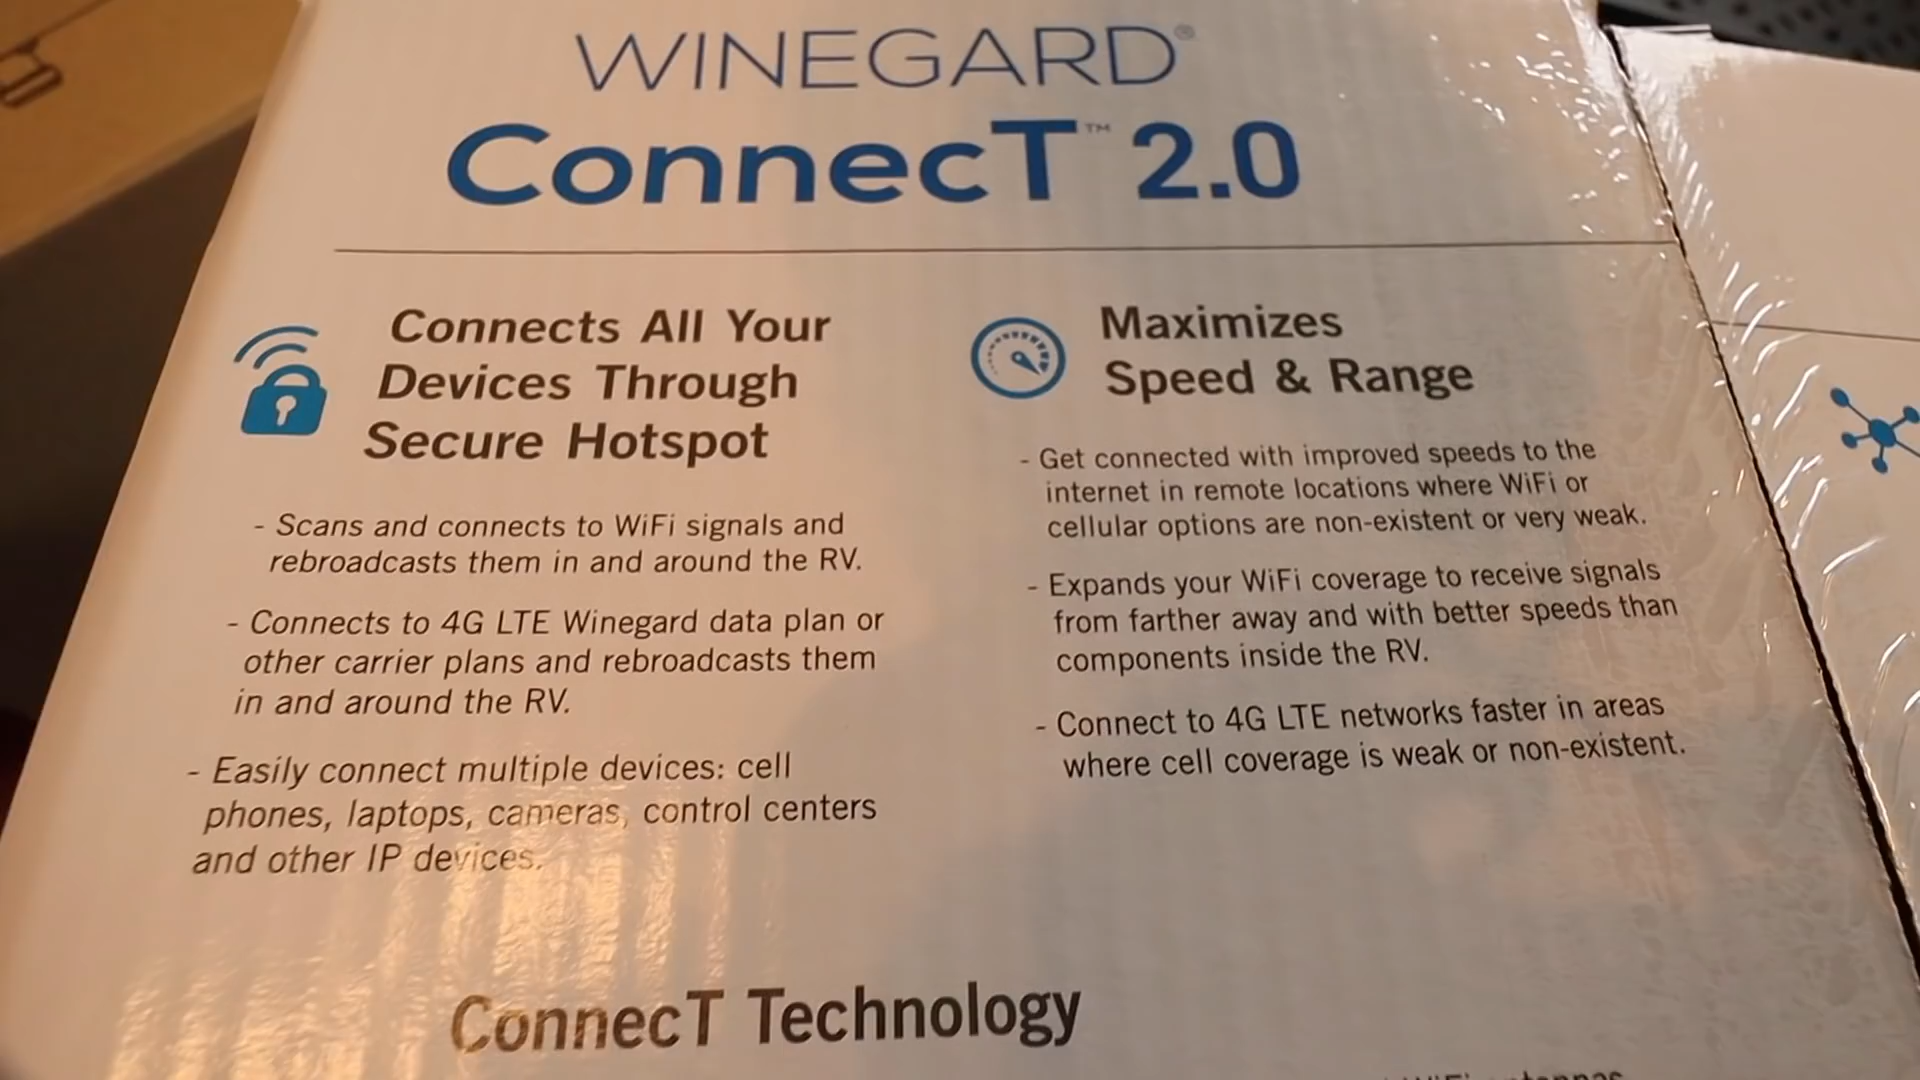 WINEGARD®
ConnecT™ 2.0
Connects All Your
Devices Through
Secure Hotspot
- Scans and connects to WiFi signals and
rebroadcasts them in and around the RV.
- Connects to 4G LTE Winegard data plan or
other carrier plans and rebroadcasts them
in and around the RV.
- Easily connect multiple devices: cell
phones, laptops, cameras, control centers
and other IP devices.
Maximizes
Speed & Range
- Get connected with improved speeds to the
internet in remote locations where WiFi or
cellular options are non-existent or very weak.
- Expands your WiFi coverage to receive signals
from farther away and with better speeds than
components inside the RV.
- Connect to 4G LTE networks faster in areas
where cell coverage is weak or non-existent.
ConnecT Technology